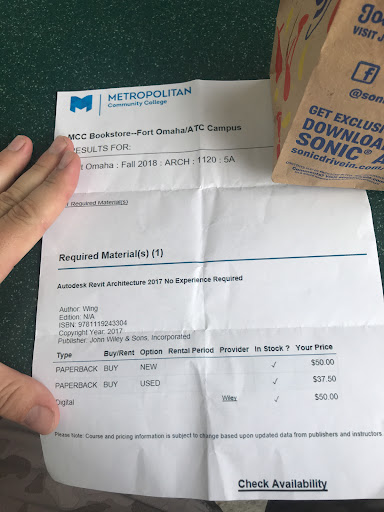 METROPOLITAN
Community College
MCC Bookstore--Fort Omaha/ATC Campus
RESULTS FOR:
Omaha : Fall 2018 : ARCH : 1120 : 5A
Required Material(s)
Required Material(s) (1)
Autodesk Revit Architecture 2017 No Experience Required
Author: Wing
Edition: N/A
ISBN: 9781119243304
Copyright Year: 2017
Publisher: John Wiley & Sons, Incorporated
Type Buy/Rent Option Rental Period Provider In Stock ? Your Price
PAPERBACK BUY NEW ✓ $50.00
PAPERBACK BUY USED ✓ $37.50
Digital Wiley ✓ $50.00
Please Note: Course and pricing information is subject to change based upon updated data from publishers and instructors.
Check Availability
VISIT
f
@son
GET EXCLUS
DOWNLOA
SONIC®
sonicdrivein.com/